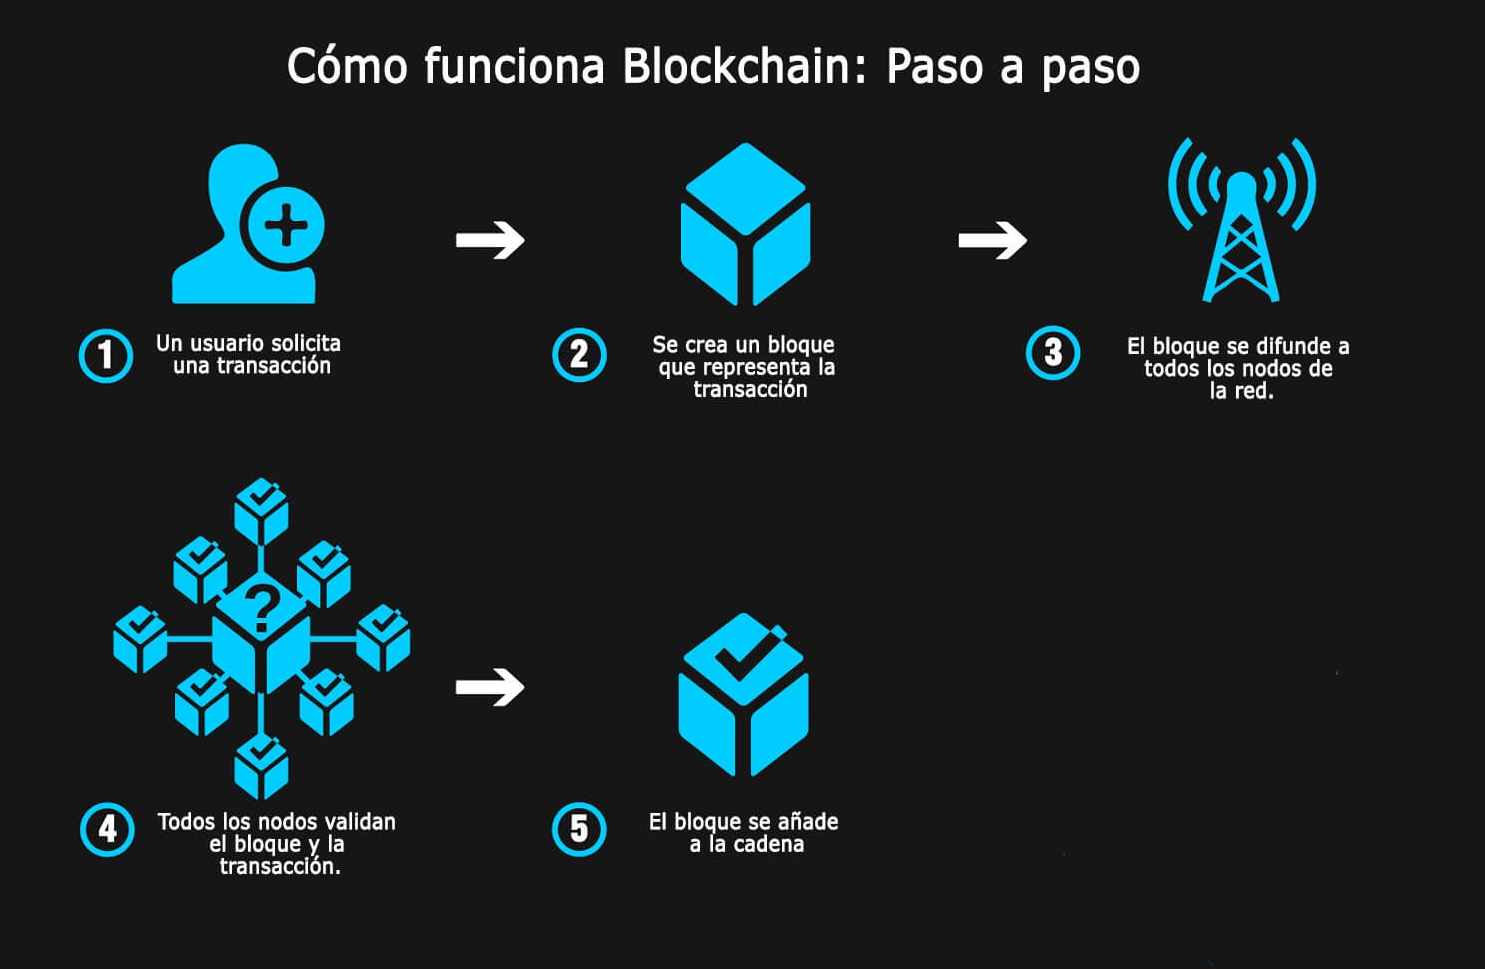 Cómo funciona Blockchain: Paso a paso
1
Un usuario solicita
una transacción
2
Se crea un bloque
que representa la
transacción
3
El bloque se difunde a
todos los nodos de
la red.
?
4
Todos los nodos validan
el bloque y la
transacción.
5
El bloque se añade
a la cadena